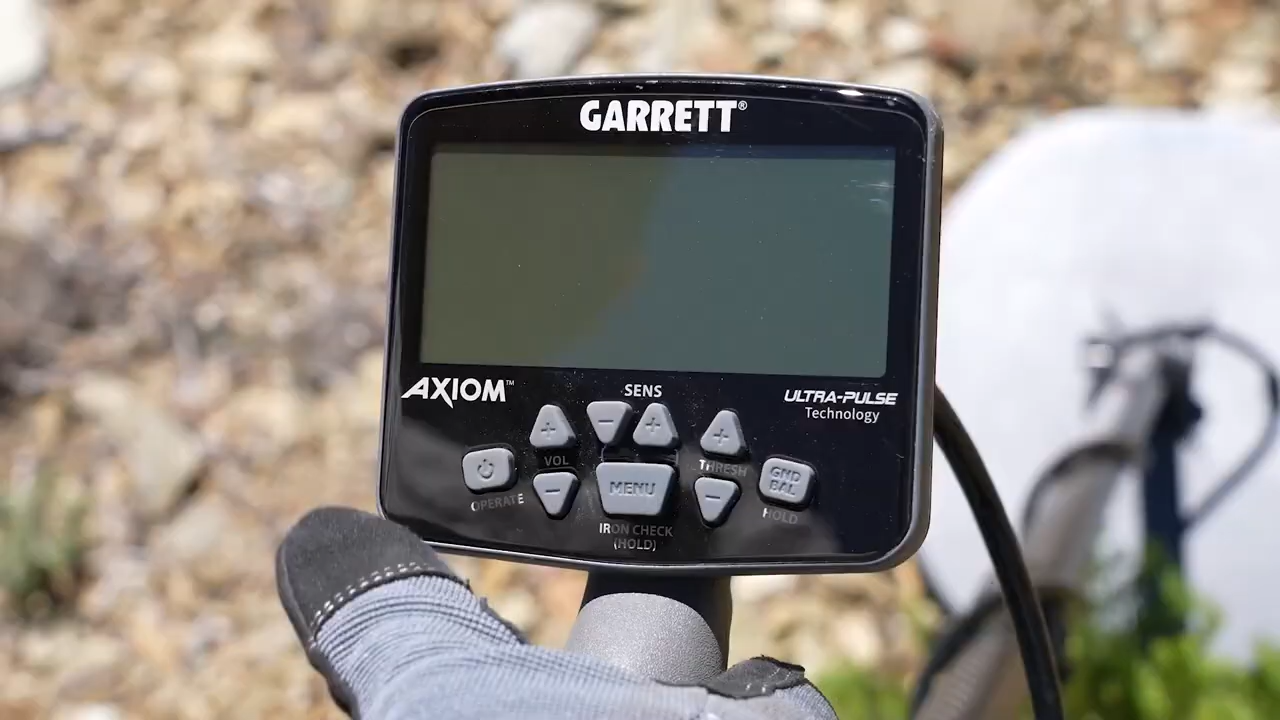 GARRETT®
AXIOM™
SENS
ULTRA-PULSE
Technology
VOL
THRESH
MENU
GND
BAL
OPERATE
HOLD
IRON CHECK
(HOLD)